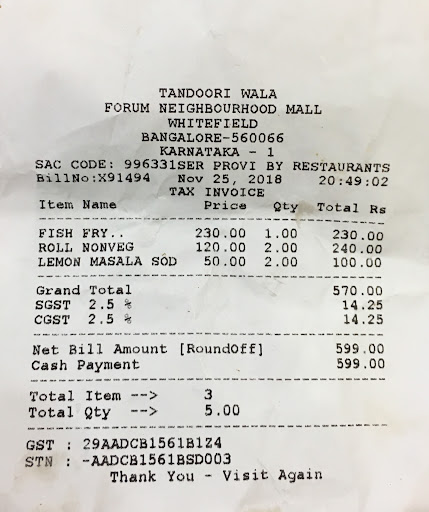 TANDOORI WALA
FORUM NEIGHBOURHOOD MALL
WHITEFIELD
BANGALORE-560066
KARNATAKA - 1
SAC CODE: 996331SER PROVI BY RESTAURANTS
BillNo:X91494 Nov 25, 2018 20:49:02
TAX INVOICE
Item Name Price Qty Total Rs
FISH FRY.. 230.00 1.00 230.00
ROLL NONVEG 120.00 2.00 240.00
LEMON MASALA SOD 50.00 2.00 100.00
Grand Total 570.00
SGST 2.5 % 14.25
CGST 2.5 % 14.25
Net Bill Amount [RoundOff] 599.00
Cash Payment 599.00
Total Item --> 3
Total Qty --> 5.00
GST : 29AADCB1561B1Z4
STN : -AADCB1561BSD003
Thank You - Visit Again